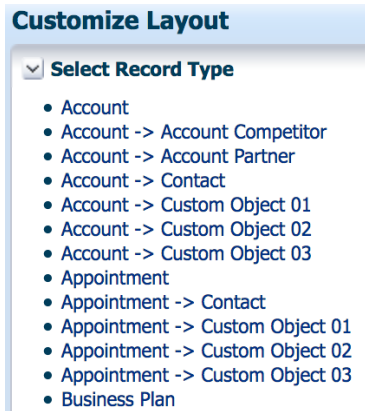 Customize Layout
Select Record Type
Account
Account -> Account Competitor
Account -> Account Partner
Account -> Contact
Account -> Custom Object 01
Account -> Custom Object 02
Account -> Custom Object 03
Appointment
Appointment -> Contact
Appointment -> Custom Object 01
Appointment -> Custom Object 02
Appointment -> Custom Object 03
Business Plan